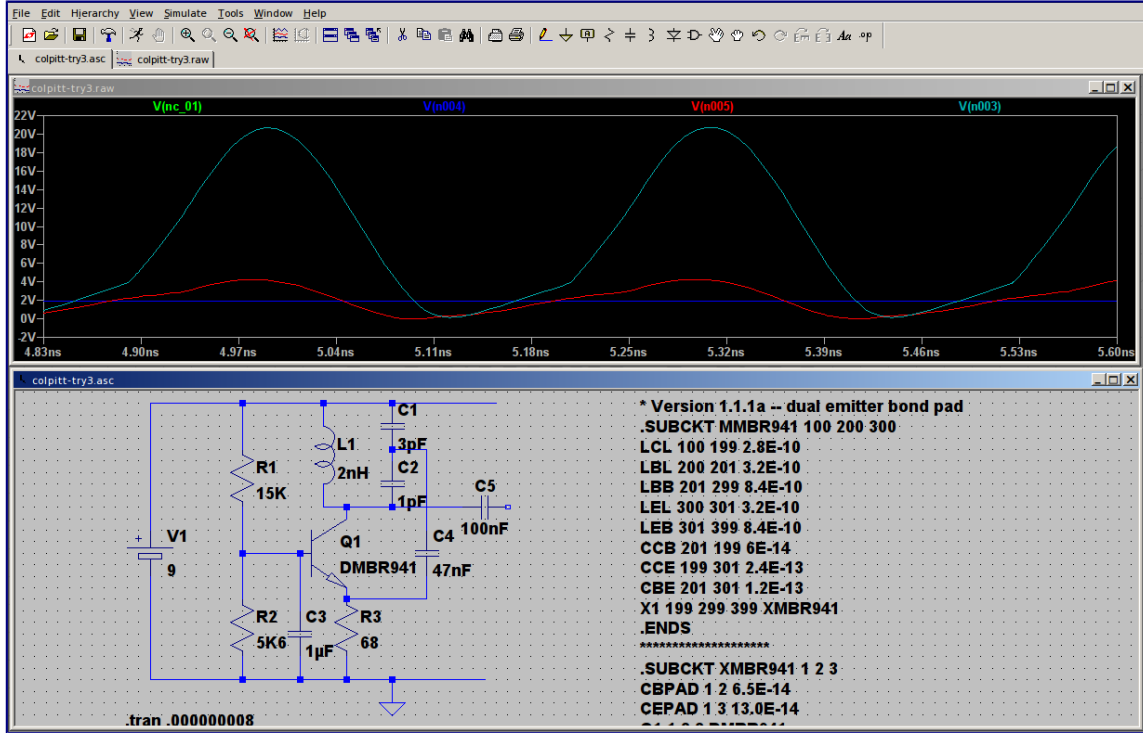 File Edit Hierarchy View Simulate Tools Window Help
Aa .op
colpitt-try3.asc colpitt-try3.raw
colpitt-try3.raw
V(nc_01) V(n004) V(n005) V(n003)
22V
20V
18V
16V
14V
12V
10V
8V
6V
4V
2V
0V
-2V
4.83ns 4.90ns 4.97ns 5.04ns 5.11ns 5.18ns 5.25ns 5.32ns 5.39ns 5.46ns 5.53ns 5.60ns
colpitt-try3.asc
C1
3pF
L1
2nH
C2
1pF
R1
15K
C5
100nF
V1
9
Q1
DMBR941
C4
47nF
R2
5K6
C3
1µF
R3
68
.tran .000000008
* Version 1.1.1a -- dual emitter bond pad
.SUBCKT MMBR941 100 200 300
LCL 100 199 2.8E-10
LBL 200 201 3.2E-10
LBB 201 299 8.4E-10
LEL 300 301 3.2E-10
LEB 301 399 8.4E-10
CCB 201 199 6E-14
CCE 199 301 2.4E-13
CBE 201 301 1.2E-13
X1 199 299 399 XMBR941
.ENDS
********************
.SUBCKT XMBR941 1 2 3
CBPAD 1 2 6.5E-14
CEPAD 1 3 13.0E-14